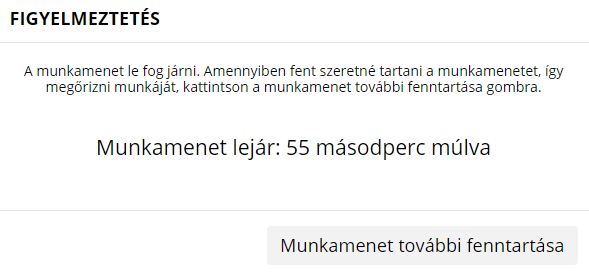 FIGYELMEZTETÉS
A munkamenet le fog járni. Amennyiben fent szeretné tartani a munkamenetet, így
megőrizni munkáját, kattintson a munkamenet további fenntartása gombra.
Munkamenet lejár: 55 másodperc múlva
Munkamenet további fenntartása